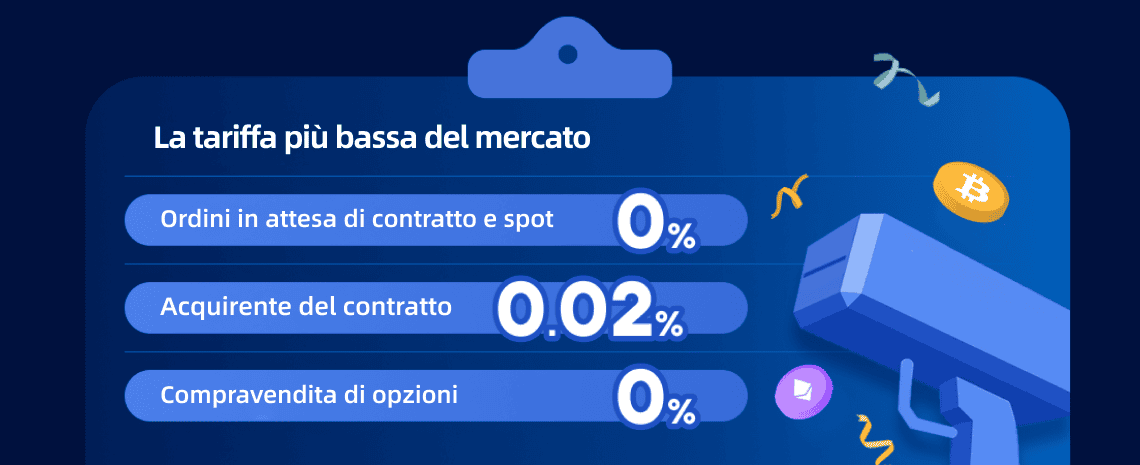 La tariffa più bassa del mercato
Ordini in attesa di contratto e spot 0%
Acquirente del contratto 0.02%
Compravendita di opzioni 0%